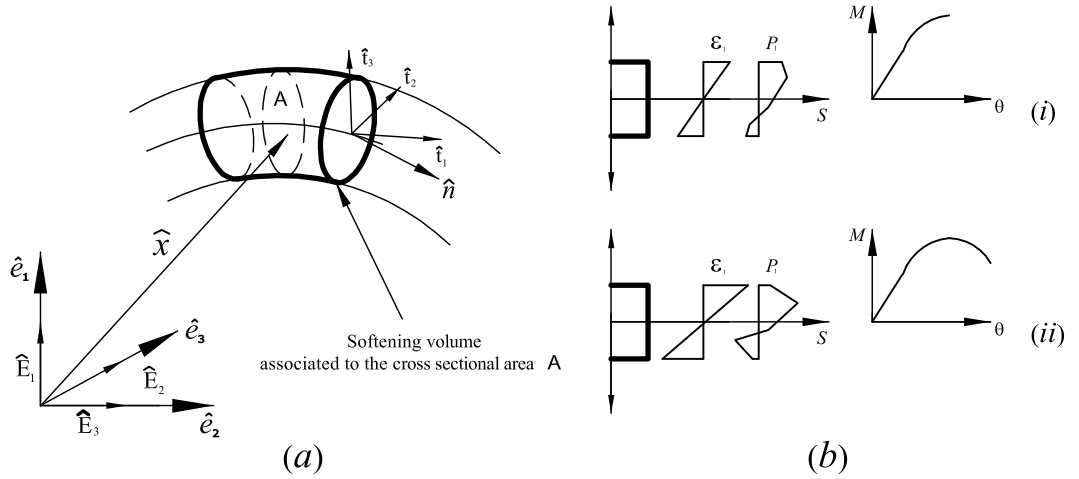 t̂₃
t̂₂
A
t̂₁
n̂
x̂
ê₁
ê₃
Ê₁
Ê₂
Ê₃
ê₂
Softening volume
associated to the cross sectional area A
(a)
ε₁
P₁
S
M
θ
(i)
ε₁
P₁
S
M
θ
(ii)
(b)